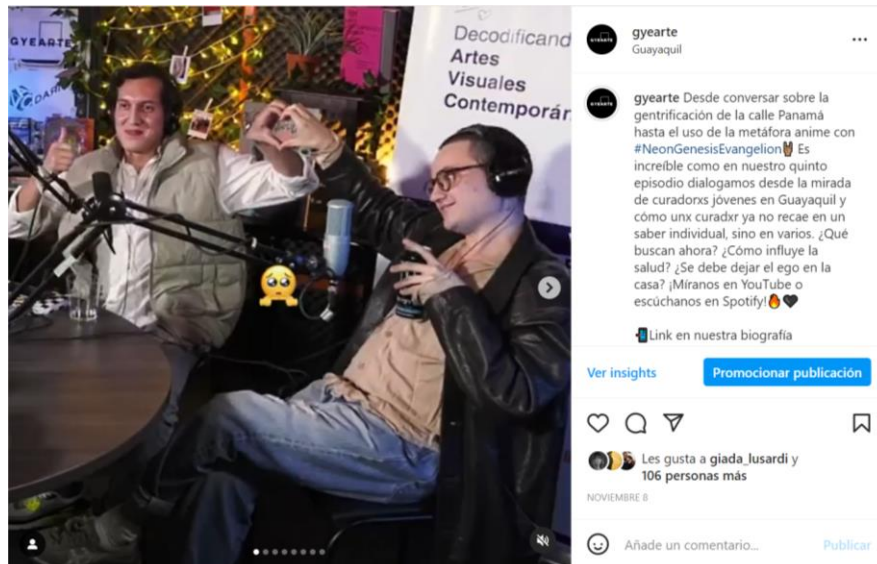 GYEARTE
Decodificand
Artes
Visuales
Contemporár
gyearte
Guayaquil
gyearte Desde conversar sobre la
gentrificación de la calle Panamá
hasta el uso de la metáfora anime con
#NeonGenesisEvangelion🤘🏾 Es
increíble como en nuestro quinto
episodio dialogamos desde la mirada
de curadorxs jóvenes en Guayaquil y
cómo unx curadxr ya no recae en un
saber individual, sino en varios. ¿Qué
buscan ahora? ¿Cómo influye la
salud? ¿Se debe dejar el ego en la
casa? ¡Míranos en YouTube o
escúchanos en Spotify!🔥🖤
📲Link en nuestra biografía
Ver insights
Promocionar publicación
Les gusta a giada_lusardi y
106 personas más
NOVIEMBRE 8
Añade un comentario...
Publicar